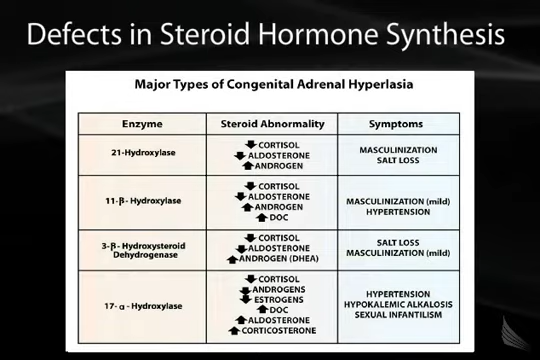 Defects in Steroid Hormone Synthesis
Major Types of Congenital Adrenal Hyperlasia
Enzyme Steroid Abnormality Symptoms
21-Hydroxylase
CORTISOL
ALDOSTERONE
ANDROGEN
MASCULINIZATION
SALT LOSS
11-β- Hydroxylase
CORTISOL
ALDOSTERONE
ANDROGEN
DOC
MASCULINIZATION (mild)
HYPERTENSION
3-β- Hydroxysteroid
Dehydrogenase
CORTISOL
ALDOSTERONE
ANDROGEN (DHEA)
SALT LOSS
MASCULINIZATION (mild)
17-α- Hydroxylase
CORTISOL
ANDROGENS
ESTROGENS
DOC
ALDOSTERONE
CORTICOSTERONE
HYPERTENSION
HYPOKALEMIC ALKALOSIS
SEXUAL INFANTILISM